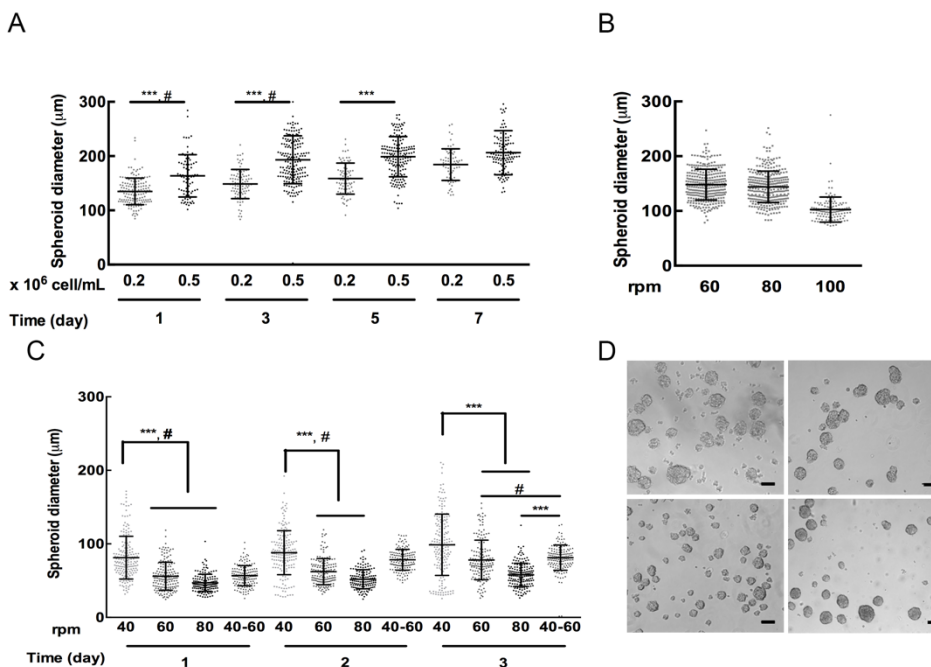 A
Spheroid diameter (μm)
300
200
100
0
***, #
***, #
***
x 10⁶ cell/mL
0.2 0.5 0.2 0.5 0.2 0.5 0.2 0.5
Time (day)
1 3 5 7
B
Spheroid diameter (μm)
300
200
100
0
rpm 60 80 100
C
Spheroid diameter (μm)
300
200
100
0
***, #
***, #
***
#
***
rpm
40 60 80 40-60 40 60 80 40-60 40 60 80 40-60
Time (day)
1 2 3
D